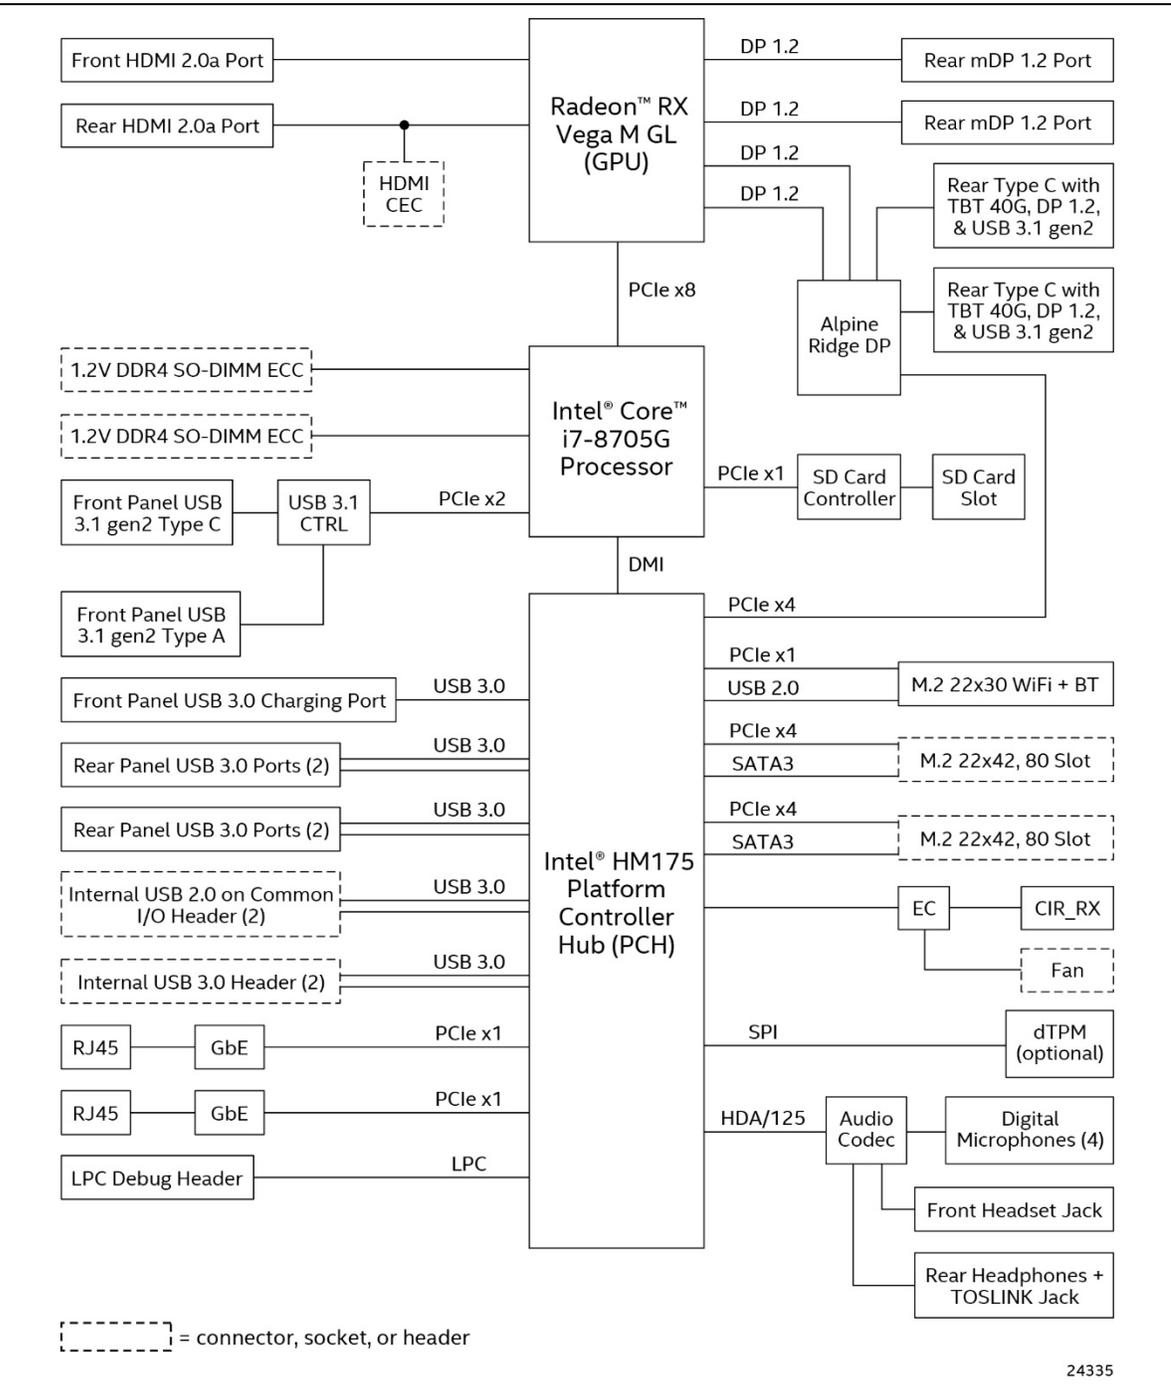 Front HDMI 2.0a Port
Rear HDMI 2.0a Port
HDMI
CEC
Radeon™ RX
Vega M GL
(GPU)
DP 1.2
Rear mDP 1.2 Port
DP 1.2
Rear mDP 1.2 Port
DP 1.2
DP 1.2
Rear Type C with
TBT 40G, DP 1.2,
& USB 3.1 gen2
Rear Type C with
TBT 40G, DP 1.2,
& USB 3.1 gen2
Alpine
Ridge DP
PCIe x8
1.2V DDR4 SO-DIMM ECC
1.2V DDR4 SO-DIMM ECC
Intel® Core™
i7-8705G
Processor
PCIe x1
SD Card
Controller
SD Card
Slot
Front Panel USB
3.1 gen2 Type C
USB 3.1
CTRL
PCIe x2
Front Panel USB
3.1 gen2 Type A
DMI
PCIe x4
PCIe x1
USB 2.0
M.2 22x30 WiFi + BT
Front Panel USB 3.0 Charging Port
USB 3.0
Rear Panel USB 3.0 Ports (2)
USB 3.0
PCIe x4
SATA3
M.2 22x42, 80 Slot
Rear Panel USB 3.0 Ports (2)
USB 3.0
PCIe x4
SATA3
M.2 22x42, 80 Slot
Intel® HM175
Platform
Controller
Hub (PCH)
Internal USB 2.0 on Common
I/O Header (2)
USB 3.0
EC
CIR_RX
Fan
Internal USB 3.0 Header (2)
USB 3.0
RJ45
GbE
PCIe x1
SPI
dTPM
(optional)
RJ45
GbE
PCIe x1
HDA/125
Audio
Codec
Digital
Microphones (4)
LPC Debug Header
LPC
Front Headset Jack
Rear Headphones +
TOSLINK Jack
= connector, socket, or header
24335